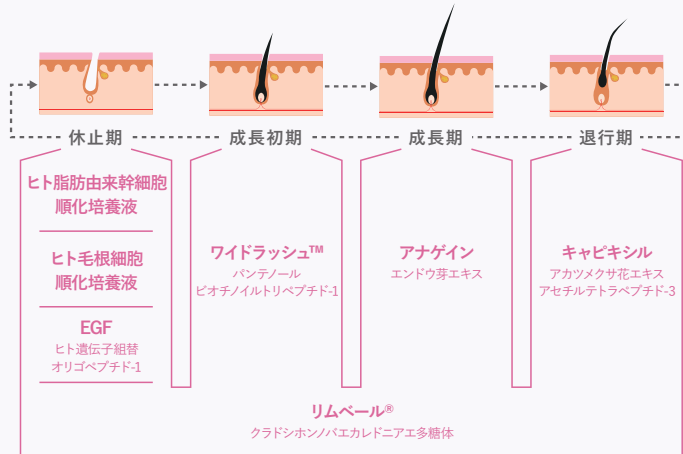 休止期
成長初期
成長期
退行期
ヒト脂肪由来幹細胞
順化培養液
ヒト毛根細胞
順化培養液
EGF
ヒト遺伝子組替
オリゴペプチド-1
ワイドラッシュ™
パンテノール
ビオチノイルトリペプチド-1
アナゲイン
エンドウ芽エキス
キャピキシル
アカツメクサ花エキス
アセチルテトラペプチド-3
リムベール®
クラドシホンノバエカレドニアエ多糖体